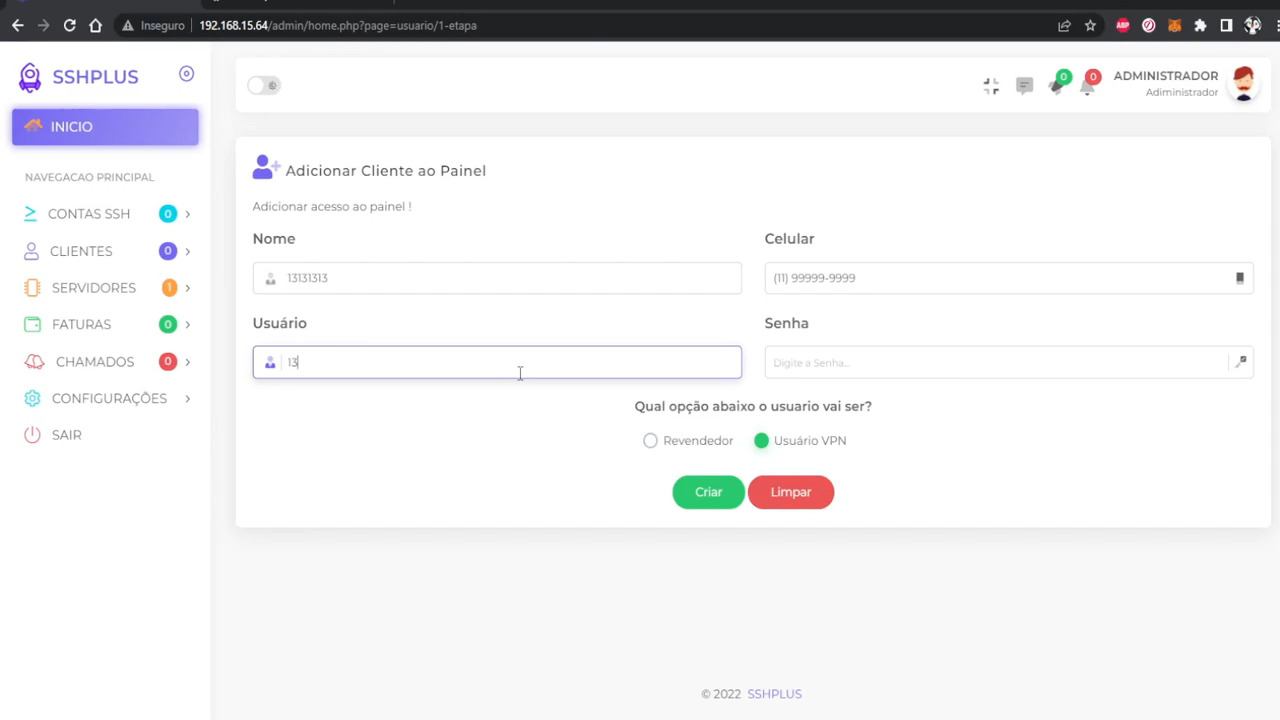 Inseguro 192.168.15.64/admin/home.php?page=usuario/1-etapa
ABP
SSHPLUS
INICIO
NAVEGACAO PRINCIPAL
CONTAS SSH 0
CLIENTES 0
SERVIDORES 1
FATURAS 0
CHAMADOS 0
CONFIGURAÇÕES
SAIR
0
0
ADMINISTRADOR
Administrador
Adicionar Cliente ao Painel
Adicionar acesso ao painel !
Nome
Celular
13131313
(11) 99999-9999
Usuário
Senha
13
Digite a Senha...
Qual opção abaixo o usuario vai ser?
Revendedor
Usuário VPN
Criar
Limpar
© 2022 SSHPLUS